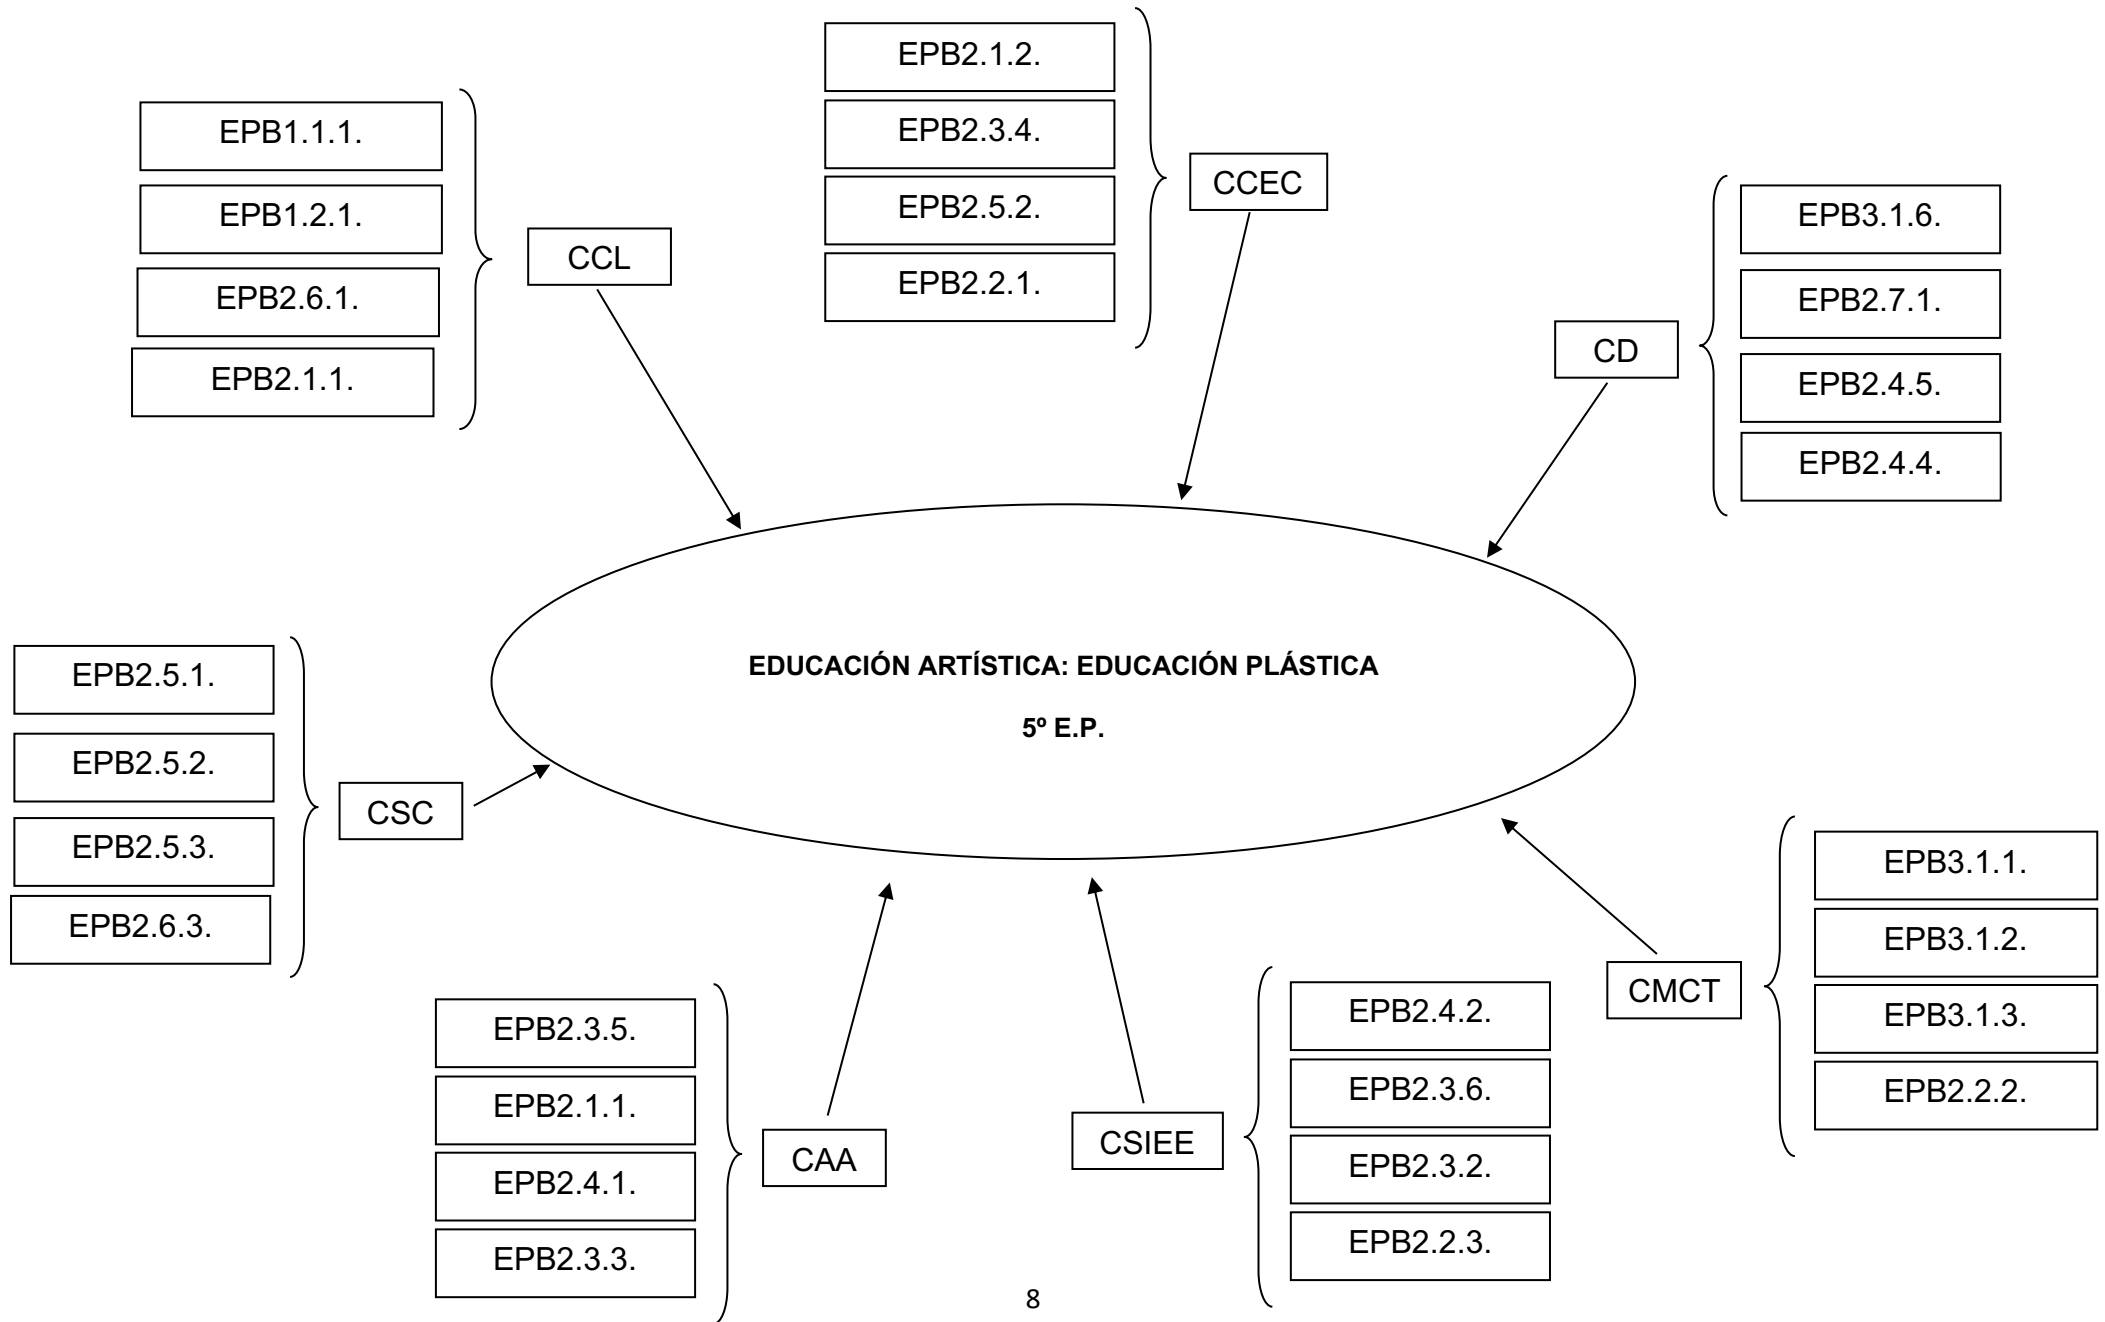 EPB1.1.1.
EPB1.2.1.
EPB2.6.1.
EPB2.1.1.
CCL
EPB2.1.2.
EPB2.3.4.
EPB2.5.2.
EPB2.2.1.
CCEC
CD
EPB3.1.6.
EPB2.7.1.
EPB2.4.5.
EPB2.4.4.
EDUCACIÓN ARTÍSTICA: EDUCACIÓN PLÁSTICA
5º E.P.
EPB2.5.1.
EPB2.5.2.
EPB2.5.3.
EPB2.6.3.
CSC
EPB2.3.5.
EPB2.1.1.
EPB2.4.1.
EPB2.3.3.
CAA
CSIEE
EPB2.4.2.
EPB2.3.6.
EPB2.3.2.
EPB2.2.3.
CMCT
EPB3.1.1.
EPB3.1.2.
EPB3.1.3.
EPB2.2.2.
8